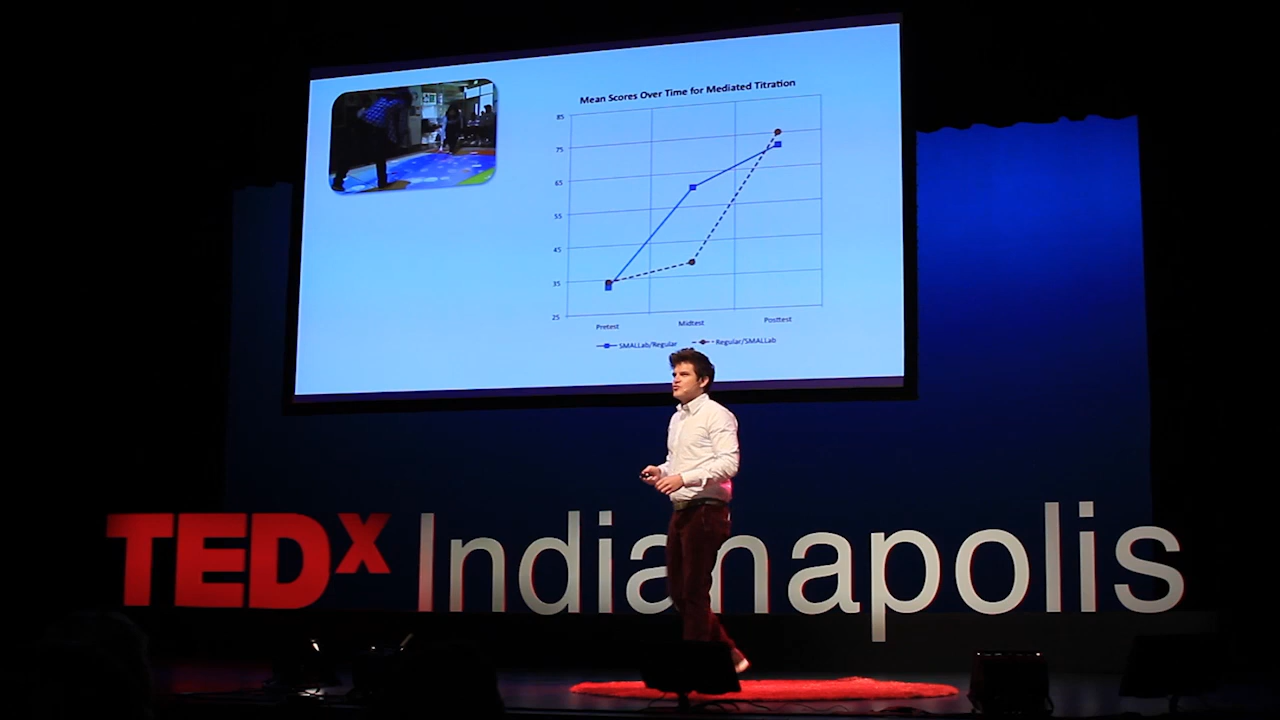 Mean Scores Over Time for Mediated Titration
85
75
65
55
45
35
25
Pretest Midtest Posttest
SMALLab/Regular Regular/SMALLab
TEDx Indianapolis